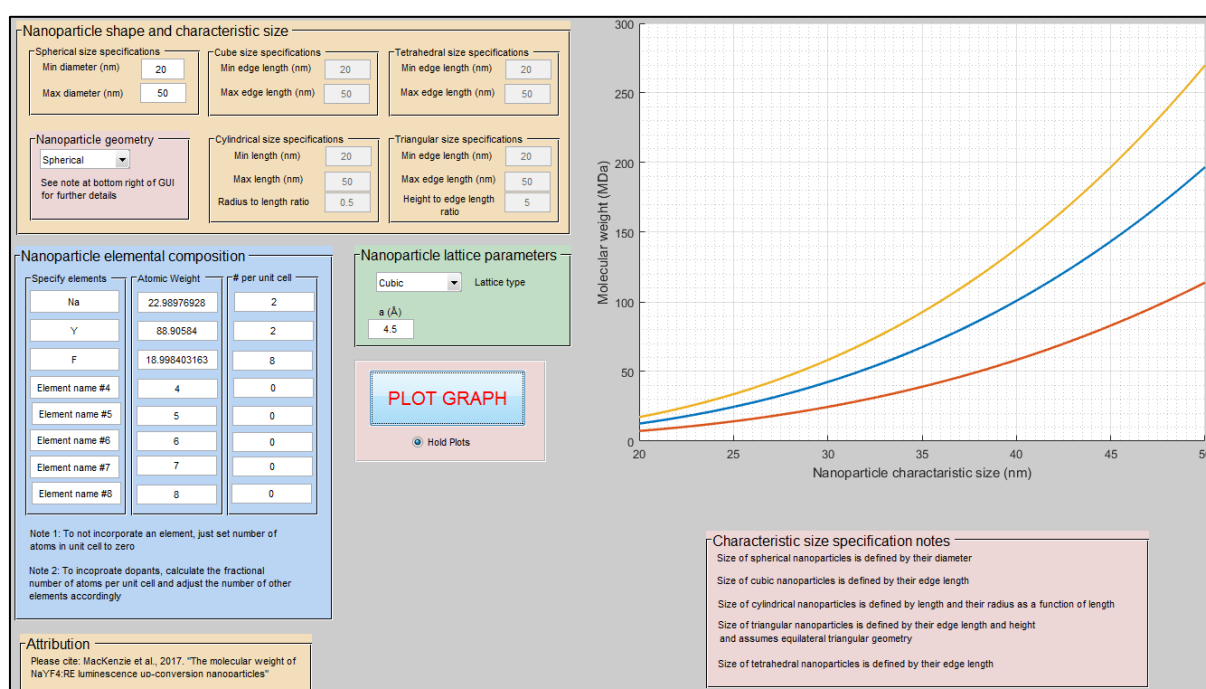 Nanoparticle shape and characteristic size
Spherical size specifications
Min diameter (nm) 20
Max diameter (nm) 50
Cube size specifications
Min edge length (nm) 20
Max edge length (nm) 50
Tetrahedral size specifications
Min edge length (nm) 20
Max edge length (nm) 50
Nanoparticle geometry
Spherical
See note at bottom right of GUI
for further details
Cylindrical size specifications
Min length (nm) 20
Max length (nm) 50
Radius to length ratio 0.5
Triangular size specifications
Min edge length (nm) 20
Max edge length (nm) 50
Height to edge length
ratio 5
Nanoparticle elemental composition
Specify elements Atomic Weight # per unit cell
Na 22.98976928 2
Y 88.90584 2
F 18.998403163 8
Element name #4 4 0
Element name #5 5 0
Element name #6 6 0
Element name #7 7 0
Element name #8 8 0
Note 1: To not incorporate an element, just set number of
atoms in unit cell to zero
Note 2: To incoproate dopants, calculate the fractional
number of atoms per unit cell and adjust the number of other
elements accordingly
Nanoparticle lattice parameters
Cubic Lattice type
a (Å)
4.5
PLOT GRAPH
Hold Plots
Attribution
Please cite: MacKenzie et al., 2017. "The molecular weight of
NaYF4:RE luminescence up-conversion nanoparticles"
300
250
200
150
100
50
0
Molecular weight (MDa)
20 25 30 35 40 45 50
Nanoparticle charactaristic size (nm)
Characteristic size specification notes
Size of spherical nanoparticles is defined by their diameter
Size of cubic nanoparticles is defined by their edge length
Size of cylindrical nanoparticles is defined by length and their radius as a function of length
Size of triangular nanoparticles is defined by their edge length and height
and assumes equilateral triangular geometry
Size of tetrahedral nanoparticles is defined by their edge length